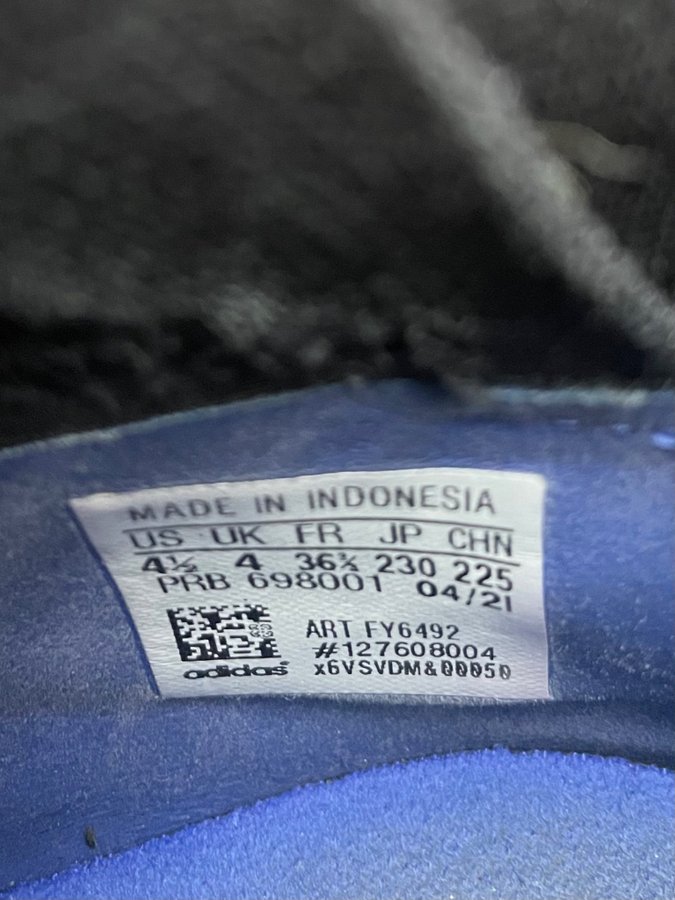 MADE IN INDONESIA
US UK FR JP CHN
4½ 4 36⅔ 230 225
PRB 698001 04/21
ART FY6492
#127608004
adidas x6VSVDM&00050